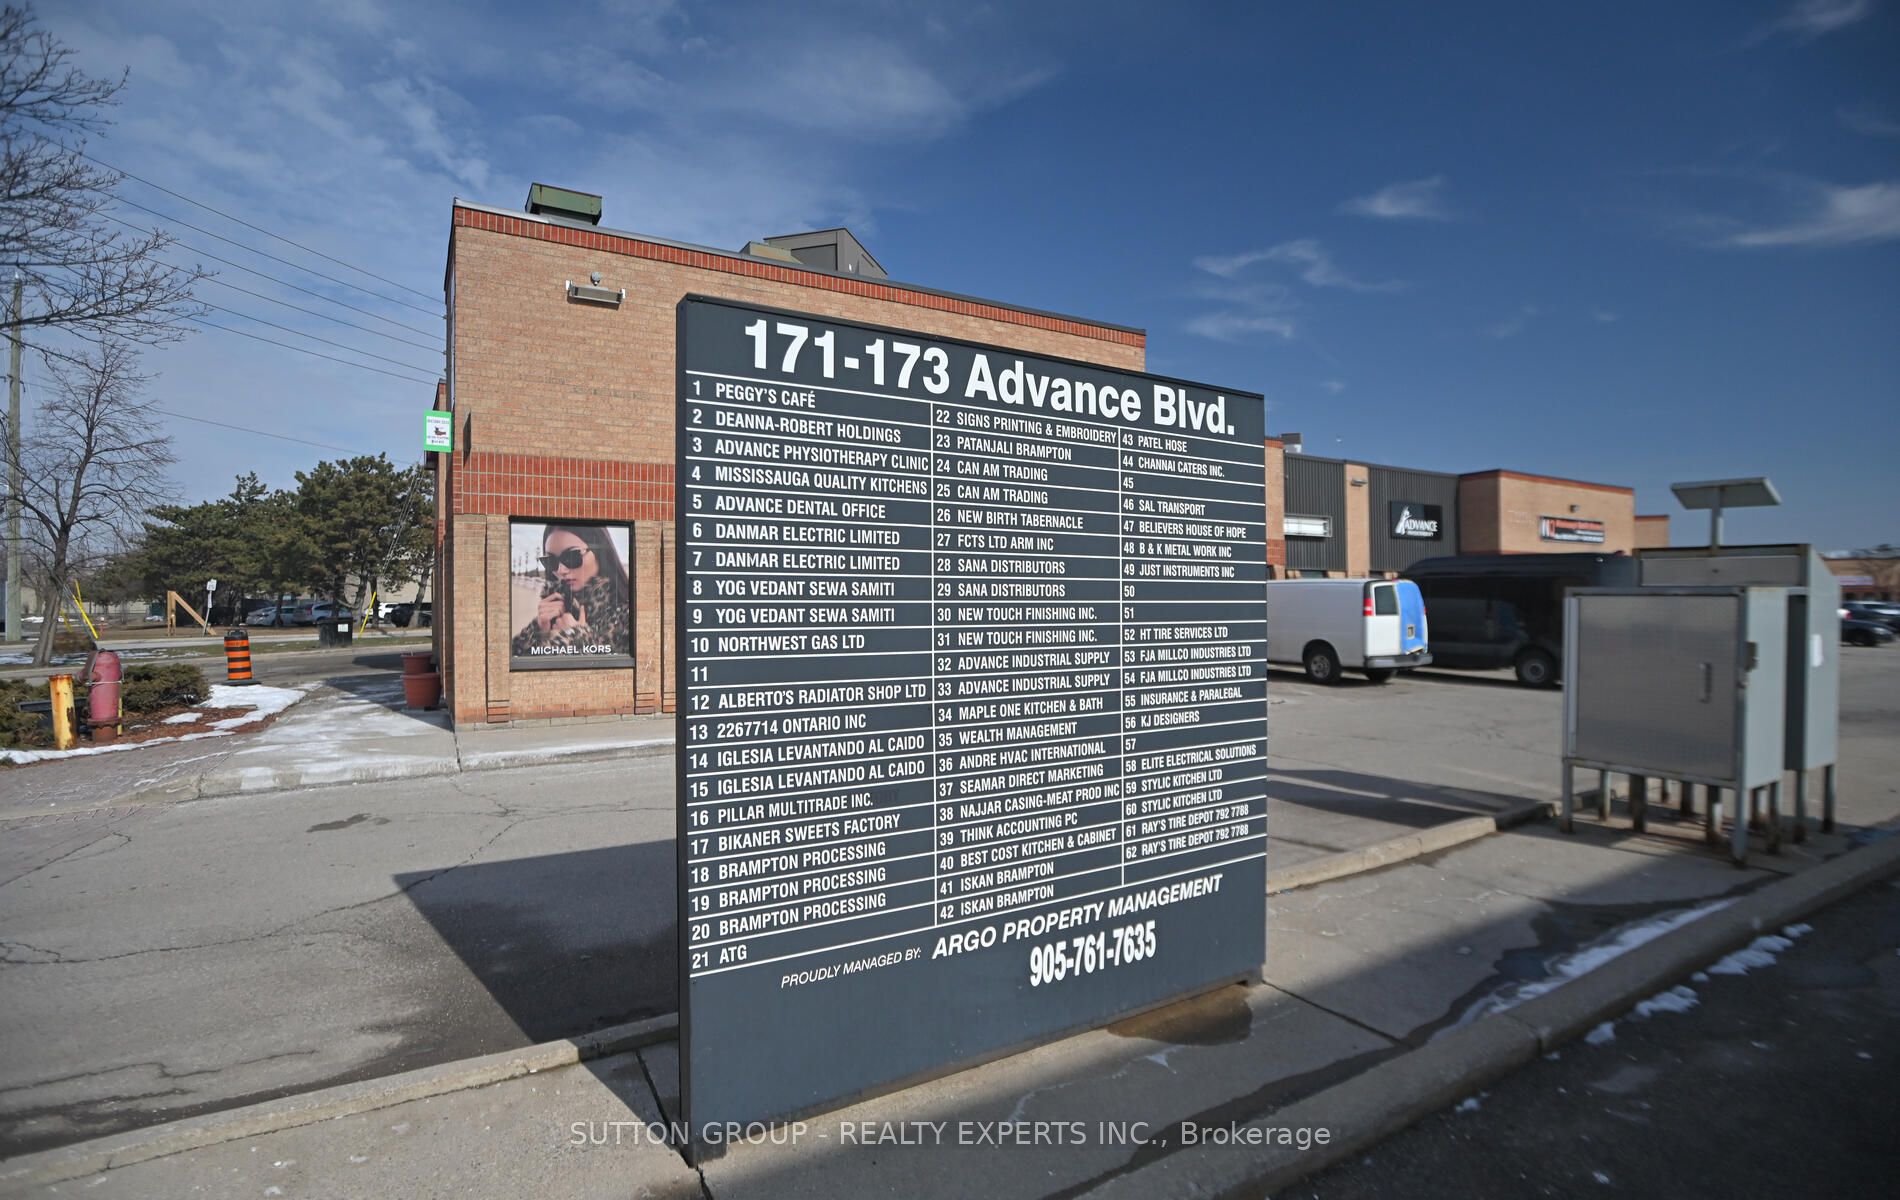 171-173 Advance Blvd.
1 PEGGY'S CAFÉ
2 DEANNA-ROBERT HOLDINGS
3 ADVANCE PHYSIOTHERAPY CLINIC
4 MISSISSAUGA QUALITY KITCHENS
5 ADVANCE DENTAL OFFICE
6 DANMAR ELECTRIC LIMITED
7 DANMAR ELECTRIC LIMITED
8 YOG VEDANT SEWA SAMITI
9 YOG VEDANT SEWA SAMITI
10 NORTHWEST GAS LTD
11
12 ALBERTO'S RADIATOR SHOP LTD
13 2267714 ONTARIO INC
14 IGLESIA LEVANTANDO AL CAIDO
15 IGLESIA LEVANTANDO AL CAIDO
16 PILLAR MULTITRADE INC.
17 BIKANER SWEETS FACTORY
18 BRAMPTON PROCESSING
19 BRAMPTON PROCESSING
20 BRAMPTON PROCESSING
21 ATG
22 SIGNS PRINTING & EMBROIDERY
23 PATANJALI BRAMPTON
24 CAN AM TRADING
25 CAN AM TRADING
26 NEW BIRTH TABERNACLE
27 FCTS LTD ARM INC
28 SANA DISTRIBUTORS
29 SANA DISTRIBUTORS
30 NEW TOUCH FINISHING INC.
31 NEW TOUCH FINISHING INC.
32 ADVANCE INDUSTRIAL SUPPLY
33 ADVANCE INDUSTRIAL SUPPLY
34 MAPLE ONE KITCHEN & BATH
35 WEALTH MANAGEMENT
36 ANDRE HVAC INTERNATIONAL
37 SEAMAR DIRECT MARKETING
38 NAJJAR CASING-MEAT PROD INC
39 THINK ACCOUNTING PC
40 BEST COST KITCHEN & CABINET
41 ISKAN BRAMPTON
42 ISKAN BRAMPTON
43 PATEL HOSE
44 CHANNAI CATERS INC.
45
46 SAL TRANSPORT
47 BELIEVERS HOUSE OF HOPE
48 B & K METAL WORK INC
49 JUST INSTRUMENTS INC
50
51
52 HT TIRE SERVICES LTD
53 FJA MILLCO INDUSTRIES LTD
54 FJA MILLCO INDUSTRIES LTD
55 INSURANCE & PARALEGAL
56 KJ DESIGNERS
57
58 ELITE ELECTRICAL SOLUTIONS
59 STYLIC KITCHEN LTD
60 STYLIC KITCHEN LTD
61 RAY'S TIRE DEPOT 792 7788
62 RAY'S TIRE DEPOT 792 7788
PROUDLY MANAGED BY: ARGO PROPERTY MANAGEMENT
905-761-7635
MICHAEL KORS
ADVANCE
SUTTON GROUP - REALTY EXPERTS INC., Brokerage